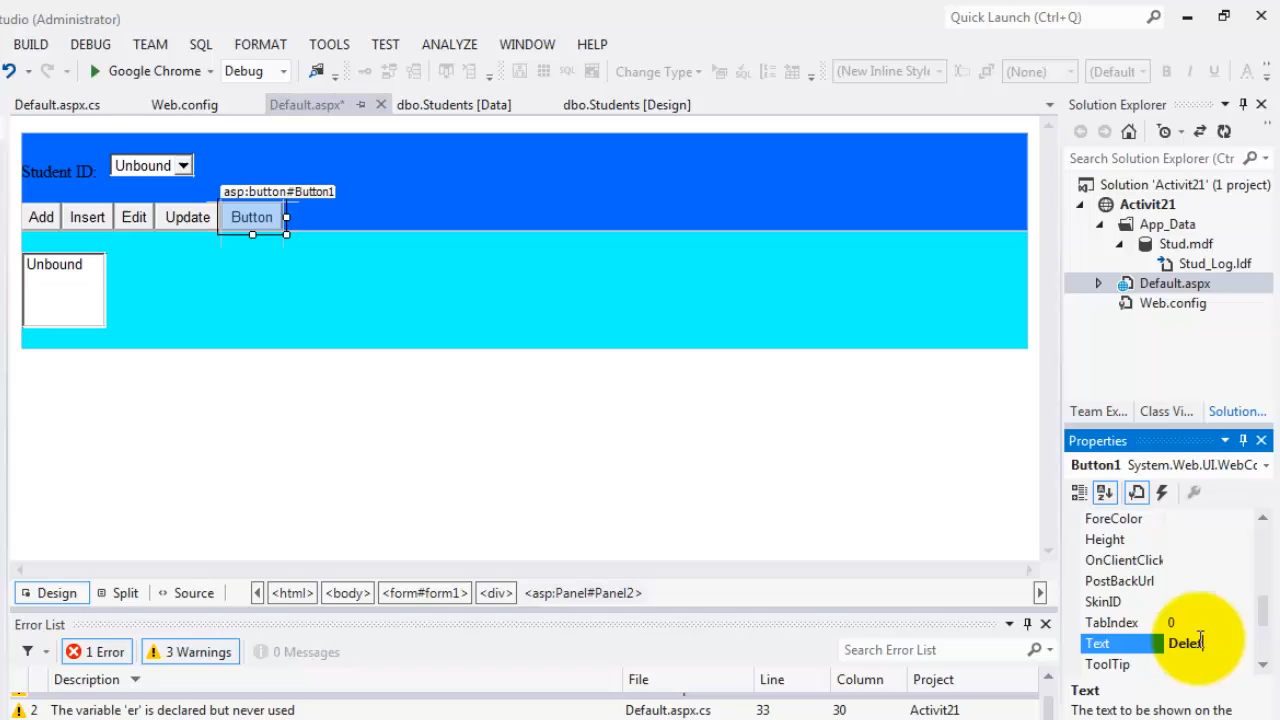 tudio (Administrator)
Quick Launch (Ctrl+Q)
BUILD DEBUG TEAM SQL FORMAT TOOLS TEST ANALYZE WINDOW HELP
Google Chrome Debug Change Type (New Inline Style (None) (Default B I U A
Default.aspx.cs Web.config Default.aspx* dbo.Students [Data] dbo.Students [Design]
Student ID: Unbound
asp:button#Button1
Add Insert Edit Update Button
Unbound
Solution Explorer
Search Solution Explorer (Ctr
Solution 'Activit21' (1 project)
Activit21
App_Data
Stud.mdf
Stud_Log.ldf
Default.aspx
Web.config
Team Ex... Class Vi... Solution...
Properties
Button1 System.Web.UI.WebCc
ForeColor
Height
OnClientClick
PostBackUrl
SkinID
TabIndex 0
Text
ToolTip
Text
The text to be shown on the
Design Split Source <html> <body> <form#form1> <div> <asp:Panel#Panel2>
Error List
1 Error 3 Warnings 0 Messages Search Error List
Description File Line Column Project
2 The variable 'er' is declared but never used Default.aspx.cs 33 30 Activit21